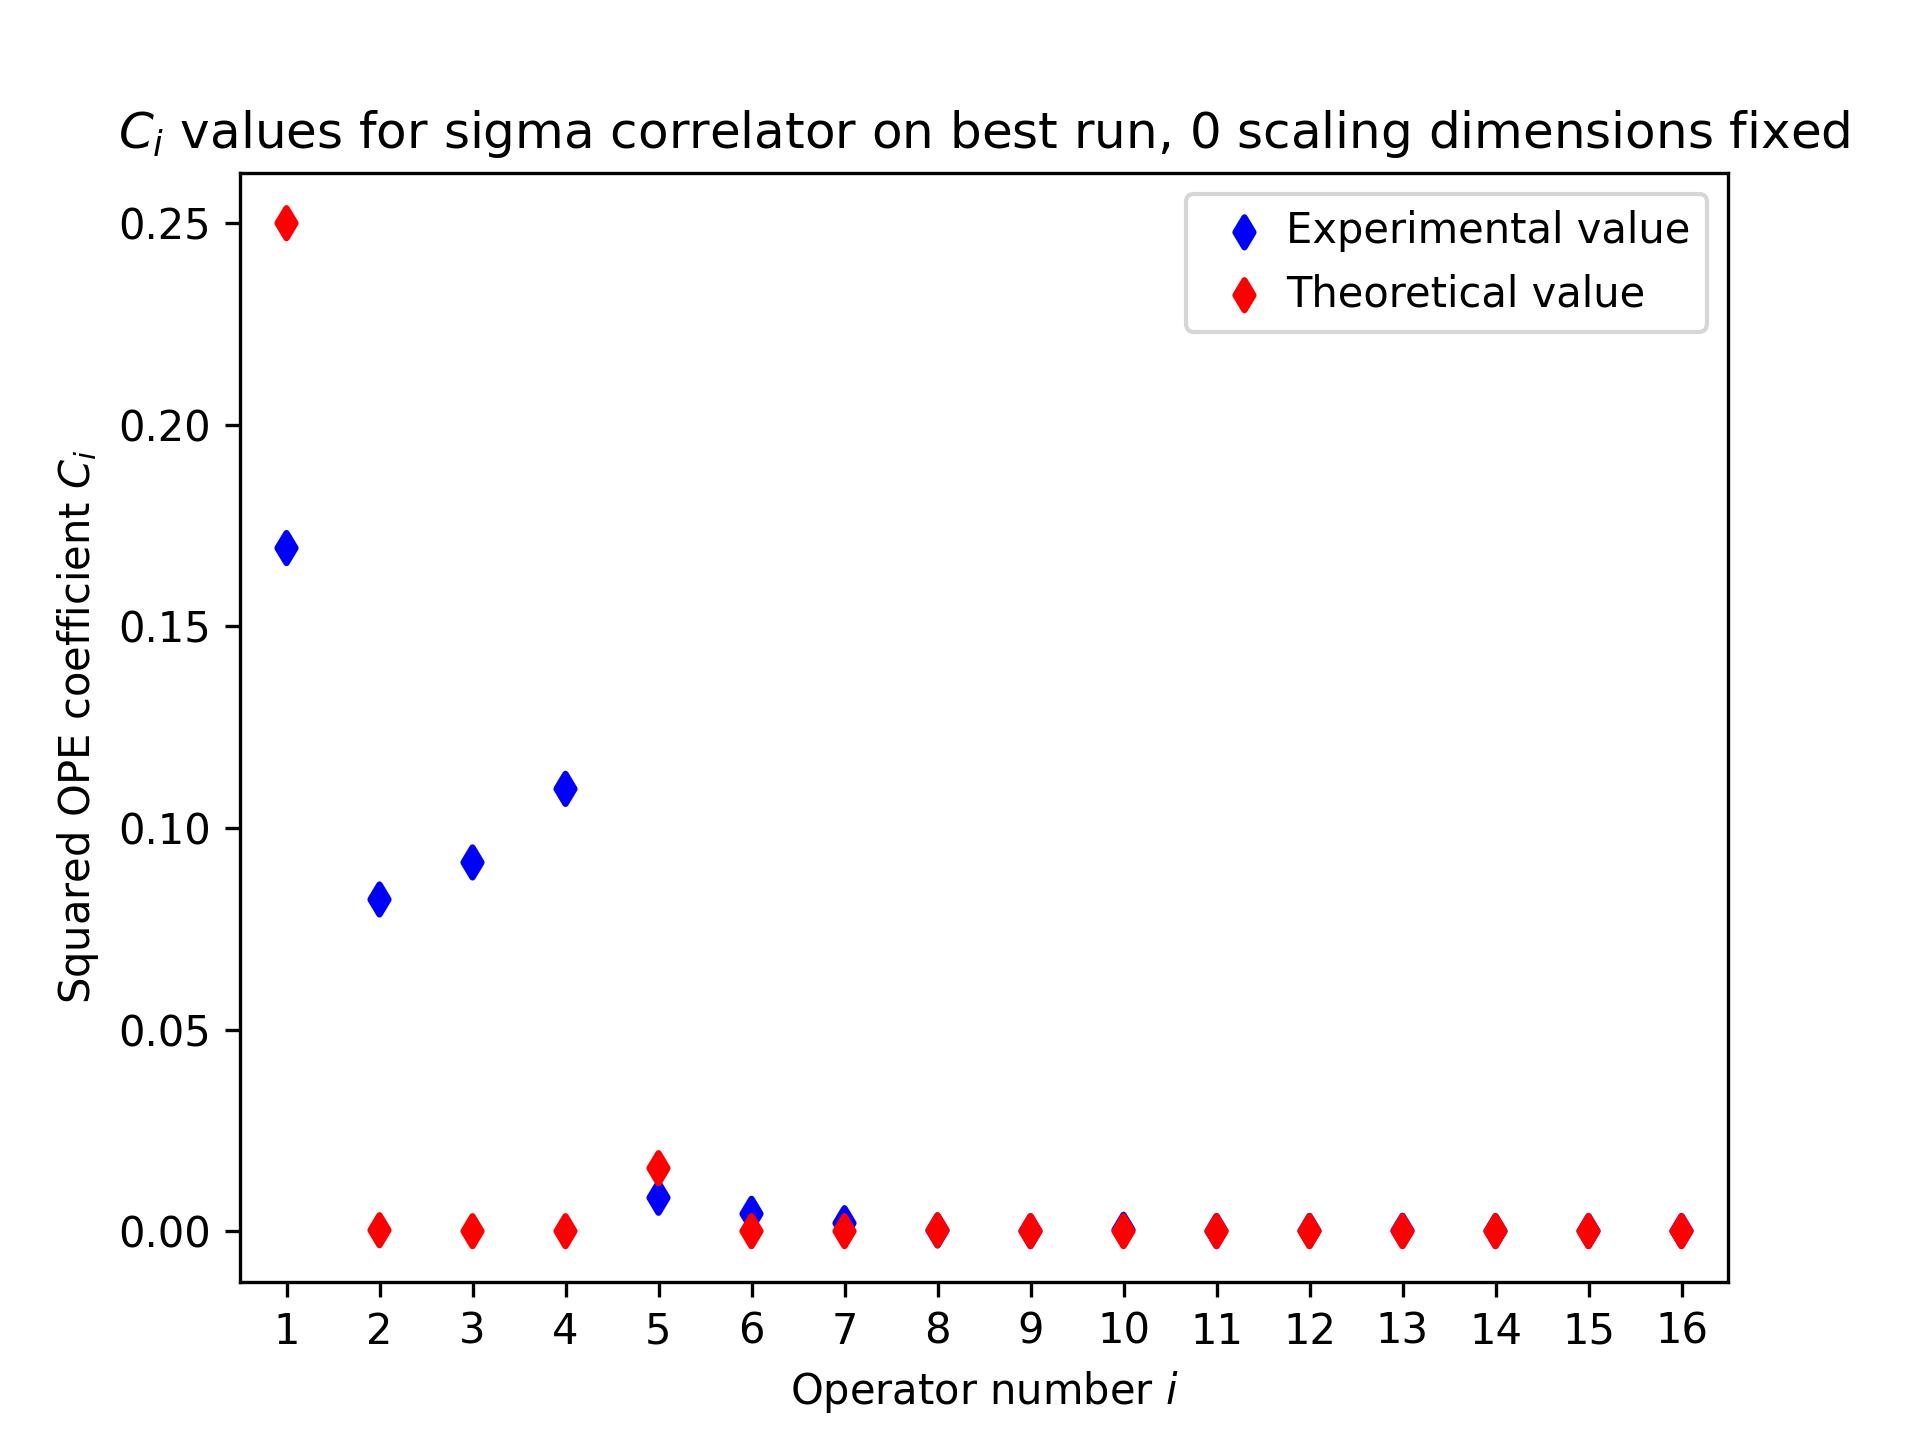 Cᵢ values for sigma correlator on best run, 0 scaling dimensions fixed
Experimental value
Theoretical value
Squared OPE coefficient Cᵢ
0.25
0.20
0.15
0.10
0.05
0.00
1 2 3 4 5 6 7 8 9 10 11 12 13 14 15 16
Operator number i